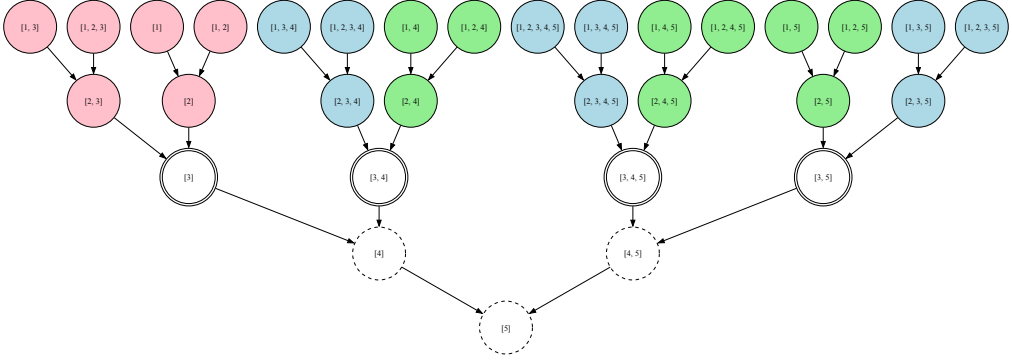 [1, 3] [1, 2, 3] [1] [1, 2] [1, 3, 4] [1, 2, 3, 4] [1, 4] [1, 2, 4] [1, 2, 3, 4, 5] [1, 3, 4, 5] [1, 4, 5] [1, 2, 4, 5] [1, 5] [1, 2, 5] [1, 3, 5] [1, 2, 3, 5]
[2, 3] [2] [2, 3, 4] [2, 4] [2, 3, 4, 5] [2, 4, 5] [2, 5] [2, 3, 5]
[3] [3, 4] [3, 4, 5] [3, 5]
[4] [4, 5]
[5]